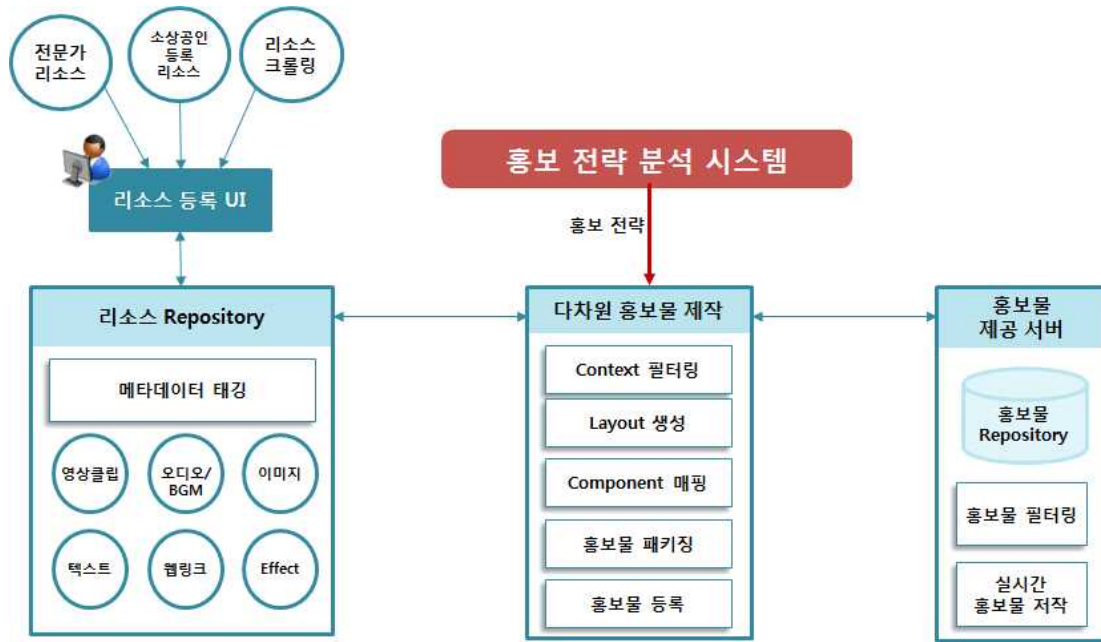 전문가
리소스
소상공인
등록
리소스
리소스
크롤링
리소스 등록 UI
홍보 전략 분석 시스템
홍보 전략
리소스 Repository
메타데이터 태깅
영상클립
오디오/
BGM
이미지
텍스트
웹링크
Effect
다차원 홍보물 제작
Context 필터링
Layout 생성
Component 매핑
홍보물 패키징
홍보물 등록
홍보물
제공 서버
홍보물
Repository
홍보물 필터링
실시간
홍보물 저작